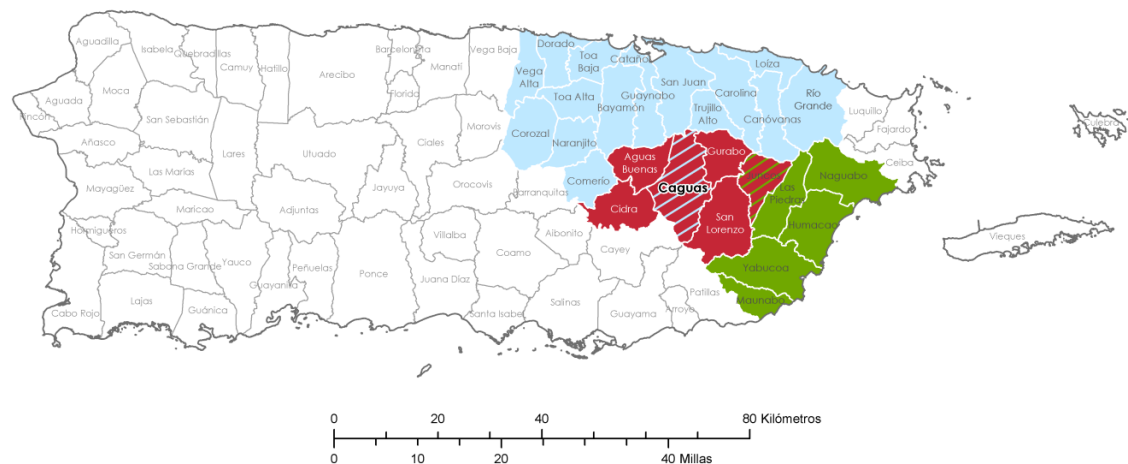 Aguadilla
Isabela
Quebradillas
Camuy
Hatillo
Arecibo
Barceloneta
Florida
Manatí
Vega Baja
Vega
Alta
Dorado
Toa
Baja
Cataño
Toa Alta
Bayamón
Guaynabo
San Juan
Trujillo
Alto
Carolina
Loíza
Canóvanas
Río
Grande
Luquillo
Fajardo
Ceiba
Culebra
Vieques
Aguada
Rincón
Moca
San Sebastián
Añasco
Mayagüez
Las Marías
Maricao
Hormigueros
San Germán
Sabana Grande
Cabo Rojo
Lajas
Guánica
Yauco
Guayanilla
Peñuelas
Lares
Utuado
Adjuntas
Jayuya
Ponce
Ciales
Morovis
Orocovis
Villalba
Juana Díaz
Coamo
Santa Isabel
Corozal
Naranjito
Comerío
Barranquitas
Aibonito
Cayey
Salinas
Guayama
Arroyo
Patillas
Aguas
Buenas
Cidra
Caguas
Gurabo
San
Lorenzo
Las
Piedras
Naguabo
Humacao
Yabucoa
Maunabo
0 20 40 80 Kilómetros
0 10 20 40 Millas